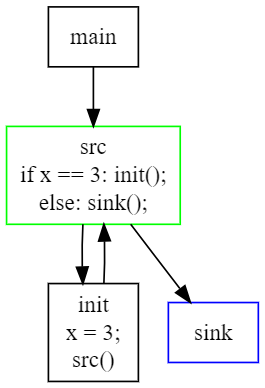 main
src
if x == 3: init();
else: sink();
init
x = 3;
src()
sink